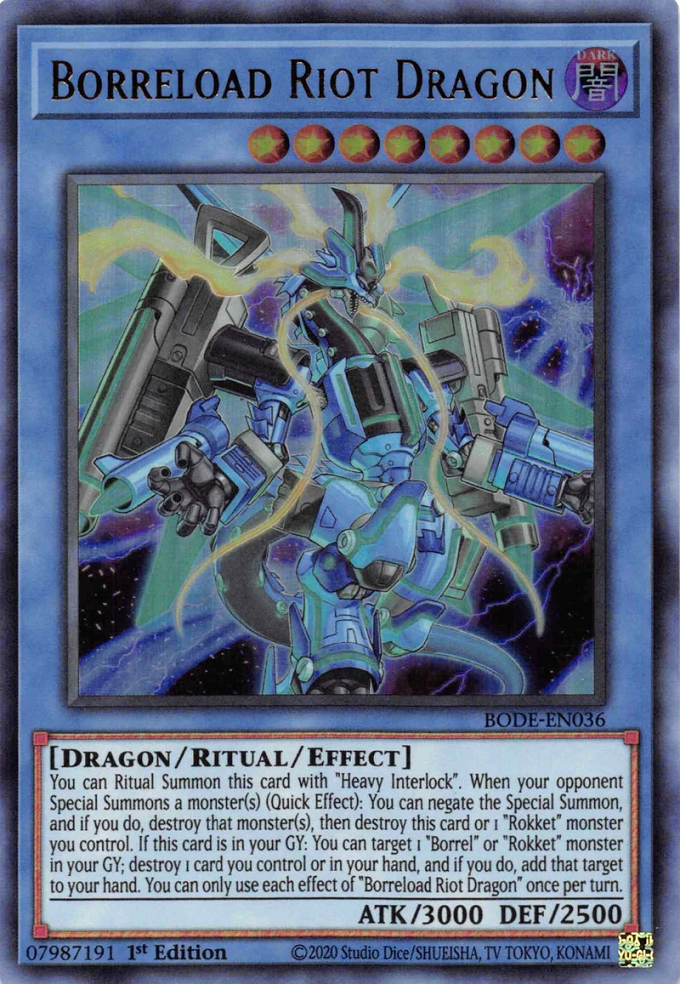 BORRELOAD RIOT DRAGON
DARK
闇
BODE-EN036
[DRAGON/RITUAL/EFFECT]
You can Ritual Summon this card with "Heavy Interlock". When your opponent
Special Summons a monster(s) (Quick Effect): You can negate the Special Summon,
and if you do, destroy that monster(s), then destroy this card or 1 "Rokket" monster
you control. If this card is in your GY: You can target 1 "Borrel" or "Rokket" monster
in your GY; destroy 1 card you control or in your hand, and if you do, add that target
to your hand. You can only use each effect of "Borreload Riot Dragon" once per turn.
ATK/3000 DEF/2500
07987191 1st Edition
©2020 Studio Dice/SHUEISHA, TV TOKYO, KONAMI